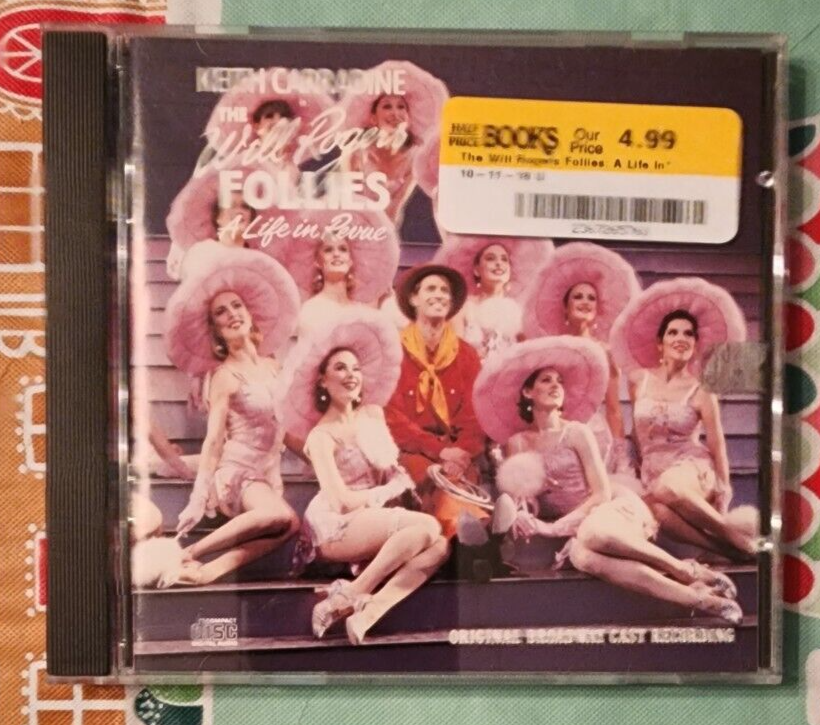 KEITH CARRADINE
THE
Will Rogers
FOLLIES
A Life in Revue
HALF PRICE BOOKS Our Price 4.99
The Will Rogers Follies: A Life In"
COMPACT
DISC
DIGITAL AUDIO
ORIGINAL BROADWAY CAST RECORDING